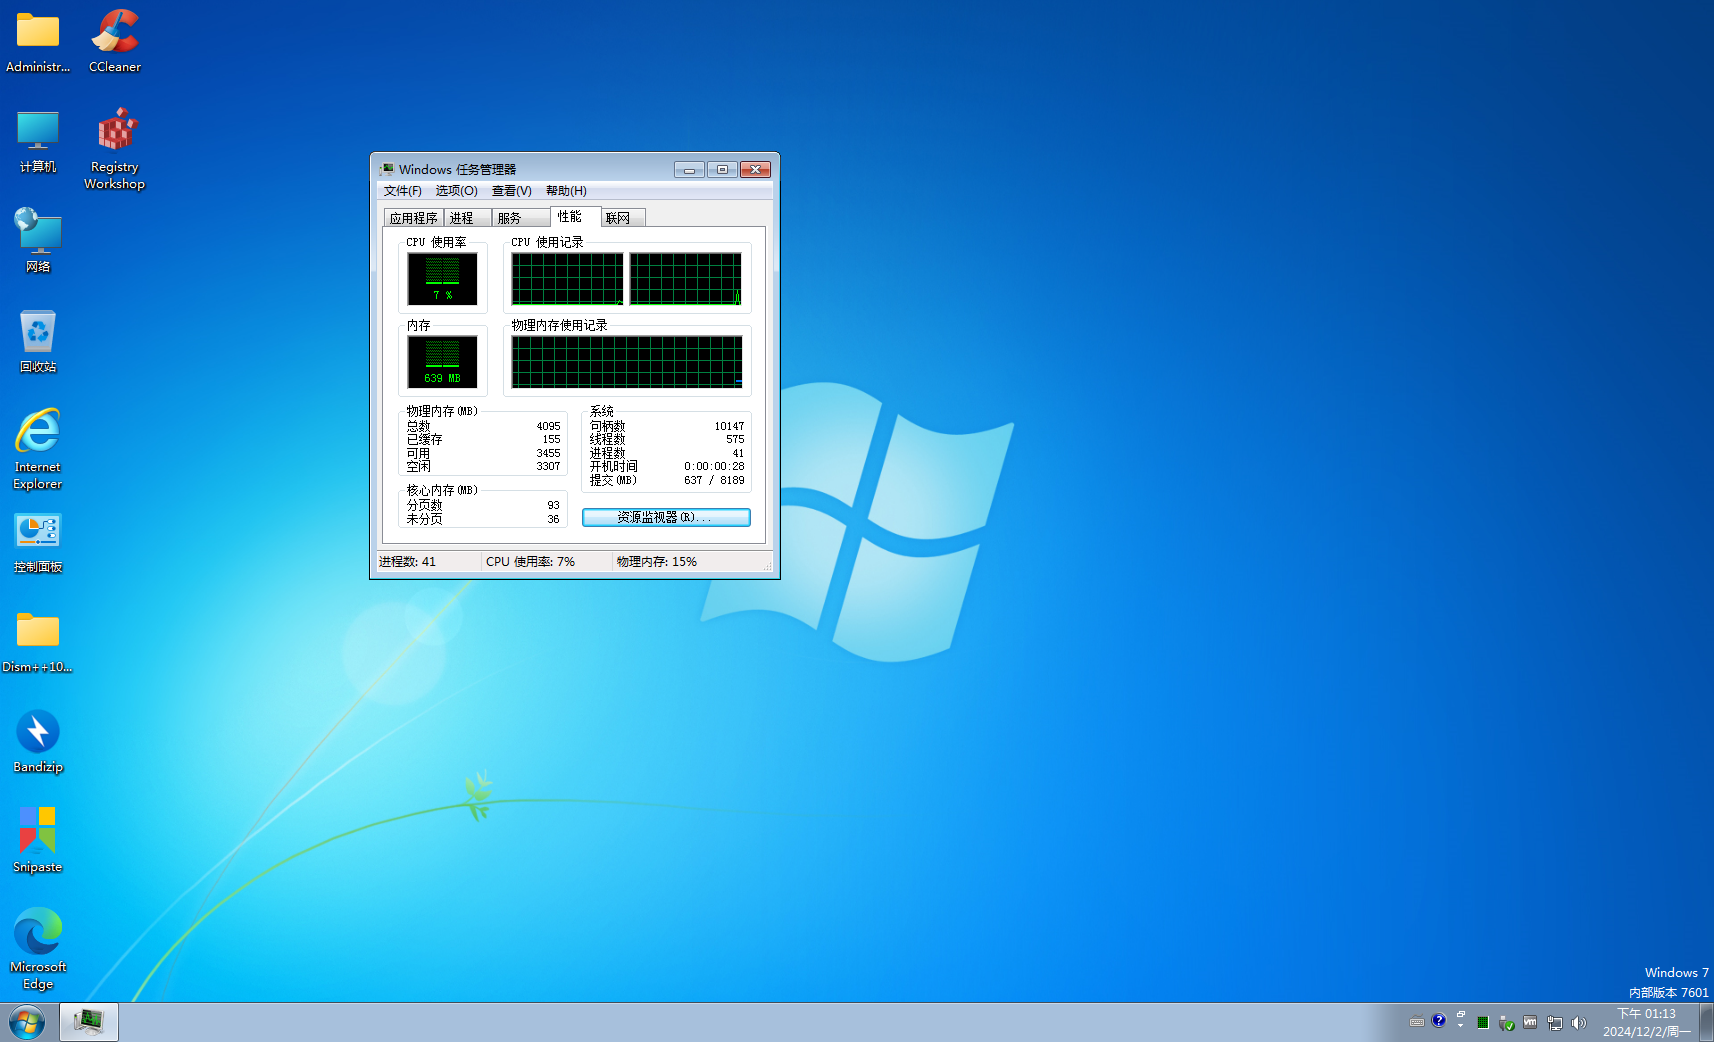 Administr...
CCleaner
计算机
Registry
Workshop
网络
回收站
Internet
Explorer
控制面板
Dism++10...
Bandizip
Snipaste
Microsoft
Edge
Windows 任务管理器
文件(F) 选项(O) 查看(V) 帮助(H)
应用程序 进程 服务 性能 联网
CPU 使用率 CPU 使用记录
7 %
内存 物理内存使用记录
639 MB
物理内存(MB)
总数 4095
已缓存 155
可用 3455
空闲 3307
核心内存(MB)
分页数 93
未分页 36
系统
句柄数 10147
线程数 575
进程数 41
开机时间 0:00:00:28
提交(MB) 637 / 8189
资源监视器(R)...
进程数: 41 CPU 使用率: 7% 物理内存: 15%
Windows 7
内部版本 7601
vm
下午 01:13
2024/12/2/周一